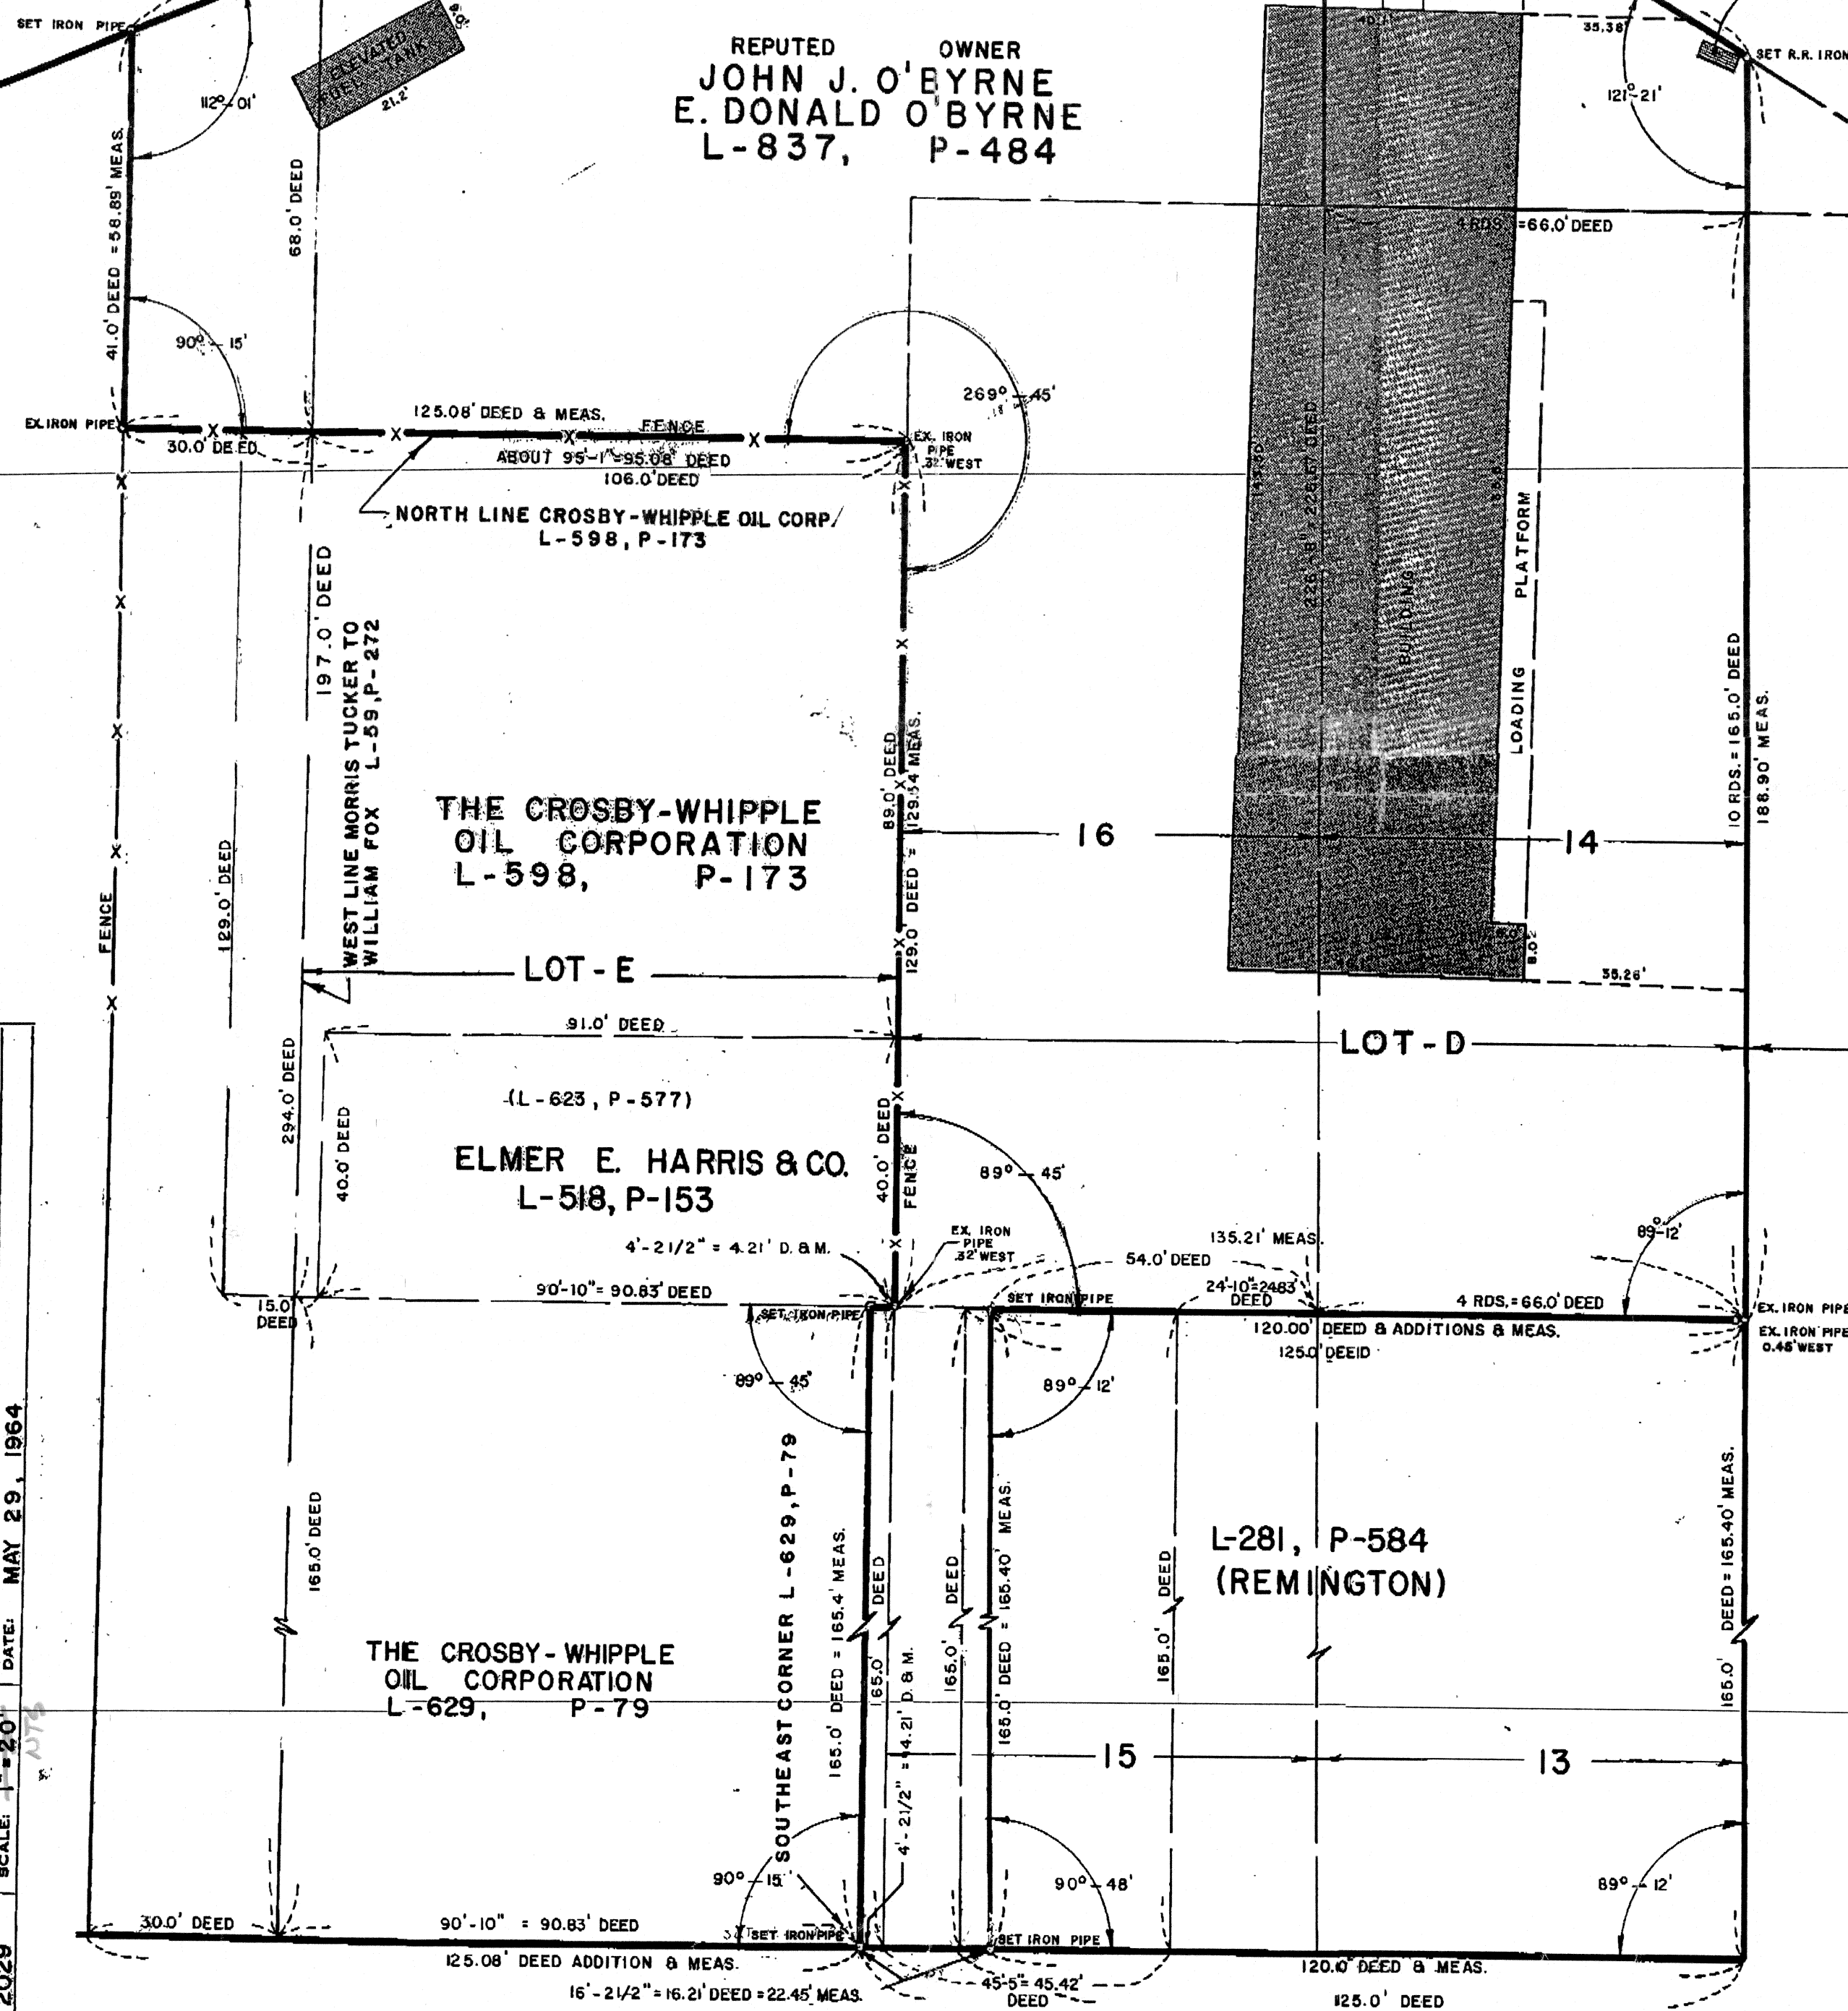 SET IRON PIPE
112°-01'
ELEVATED
FUEL TANK
21.2'
9.0'
REPUTED OWNER
JOHN J. O'BYRNE
E. DONALD O'BYRNE
L-837, P-484
35.38'
SET R.R. IRON
121°-21'
41.0' DEED = 58.89' MEAS.
68.0' DEED
4 RDS. =66.0' DEED
90°-15'
269°-45'
EX.IRON PIPE
125.08' DEED & MEAS.
FENCE
30.0' DEED
ABOUT 95'-1"=95.08' DEED
106.0' DEED
EX. IRON
PIPE
.32' WEST
NORTH LINE CROSBY-WHIPPLE OIL CORP.
L-598, P-173
197.0' DEED
WEST LINE MORRIS TUCKER TO
WILLIAM FOX L-59, P-272
226'-8" = 226.67' DEED
BUILDING
LOADING PLATFORM
10 RDS. = 165.0' DEED
188.90' MEAS.
THE CROSBY-WHIPPLE
OIL CORPORATION
L-598, P-173
89.0' DEED
129.0' DEED = 129.54' MEAS.
16
14
FENCE
129.0' DEED
LOT-E
8.0'
35.26'
91.0' DEED
LOT-D
294.0' DEED
40.0' DEED
(L-623, P-577)
ELMER E. HARRIS & CO.
L-518, P-153
40.0' DEED
FENCE
89°-45'
89°-12'
4'-2 1/2" = 4.21' D. & M.
EX. IRON
PIPE
.32' WEST
135.21' MEAS.
54.0' DEED
15.0'
DEED
90'-10" = 90.83' DEED
SET IRON PIPE
SET IRON PIPE
24'-10"=24.83'
DEED
4 RDS.=66.0' DEED
EX. IRON PIPE
120.00' DEED & ADDITIONS & MEAS.
EX. IRON PIPE
0.45' WEST
125.0' DEED
89°-45'
89°-12'
DATE: MAY 29, 1964
SCALE: 1"=20'
NTS
2029
165.0' DEED
SOUTHEAST CORNER L-629, P-79
165.0' DEED = 165.4' MEAS.
165.0' DEED
4'-2 1/2" = 4.21' D. & M.
165.0' DEED
165.0' DEED = 165.40' MEAS.
165.0' DEED
L-281, P-584
(REMINGTON)
165.0' DEED = 165.40' MEAS.
THE CROSBY-WHIPPLE
OIL CORPORATION
L-629, P-79
15
13
90°-15'
90°-48'
89°-12'
30.0' DEED
90'-10" = 90.83' DEED
SET IRON PIPE
SET IRON PIPE
125.08' DEED ADDITION & MEAS.
120.0' DEED & MEAS.
16'-2 1/2"=16.21' DEED =22.45' MEAS.
45'-5"=45.42'
DEED
125.0' DEED